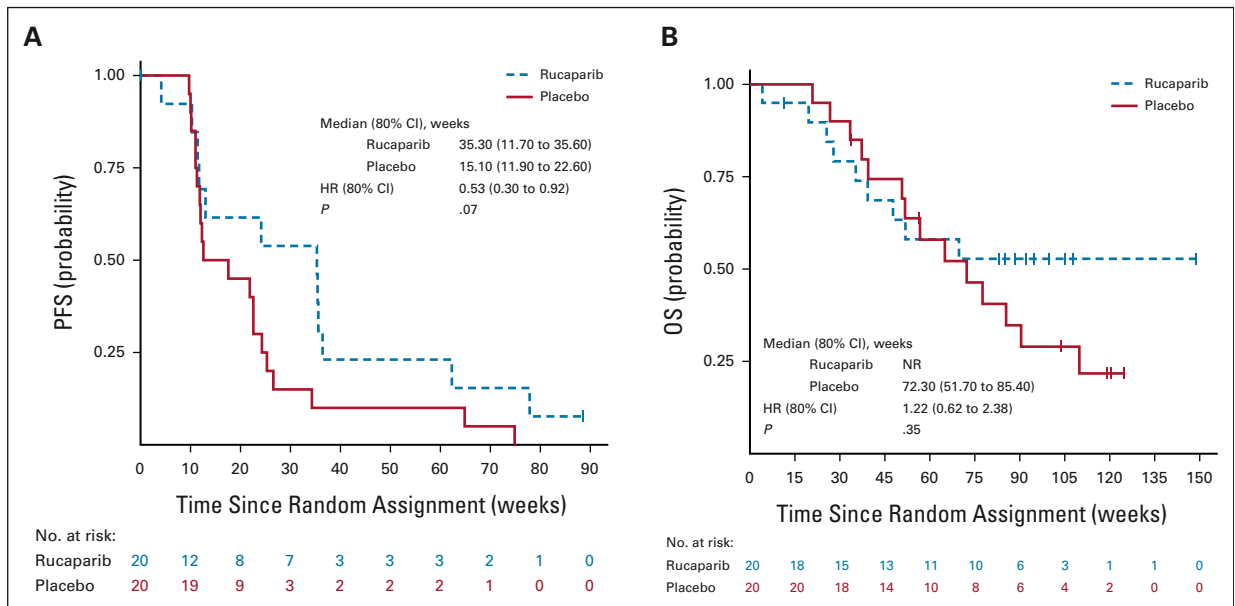 A
1.00
0.75
0.50
0.25
PFS (probability)
Rucaparib
Placebo
Median (80% CI), weeks
Rucaparib 35.30 (11.70 to 35.60)
Placebo 15.10 (11.90 to 22.60)
HR (80% CI) 0.53 (0.30 to 0.92)
P .07
0 10 20 30 40 50 60 70 80 90
Time Since Random Assignment (weeks)
No. at risk:
Rucaparib 20 12 8 7 3 3 3 2 1 0
Placebo 20 19 9 3 2 2 2 1 0 0
B
1.00
0.75
0.50
0.25
OS (probability)
Rucaparib
Placebo
Median (80% CI), weeks
Rucaparib NR
Placebo 72.30 (51.70 to 85.40)
HR (80% CI) 1.22 (0.62 to 2.38)
P .35
0 15 30 45 60 75 90 105 120 135 150
Time Since Random Assignment (weeks)
No. at risk:
Rucaparib 20 18 15 13 11 10 6 3 1 1 0
Placebo 20 20 18 14 10 8 6 4 2 0 0